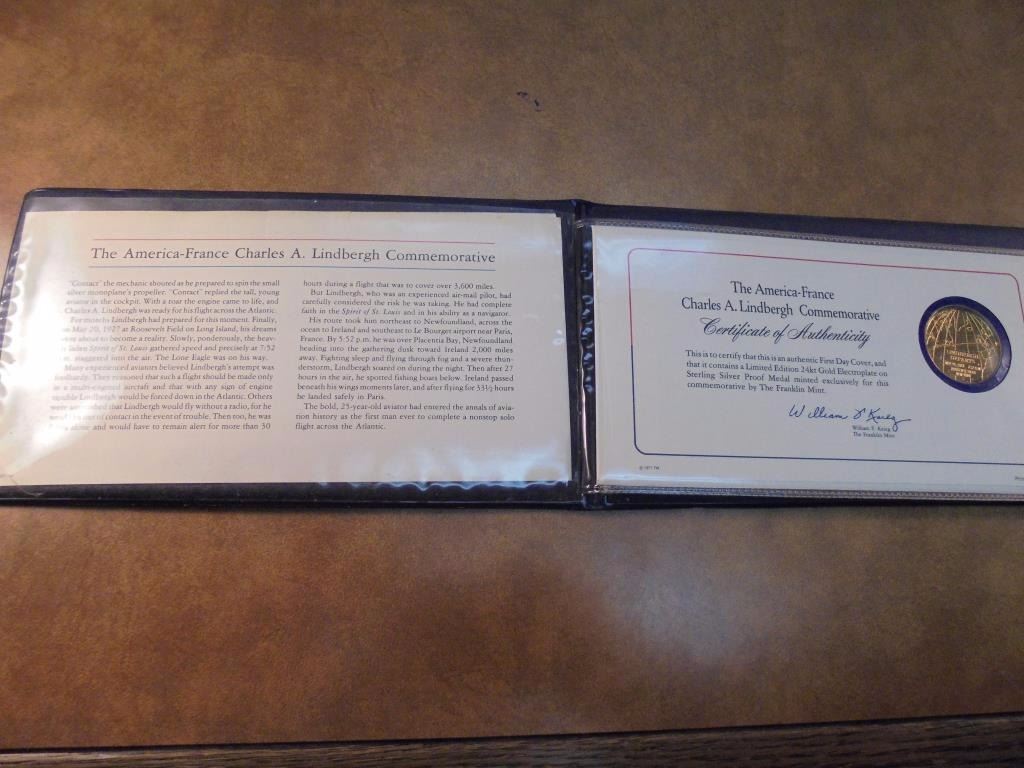 The America-France Charles A. Lindbergh Commemorative
"Contact" the mechanic shouted as he prepared to spin the small
silver monoplane's propeller. "Contact" replied the tall, young
aviator in the cockpit. With a roar the engine came to life, and
Charles A. Lindbergh was ready for his flight across the Atlantic.
For months Lindbergh had prepared for this moment. Finally,
on May 20, 1927 at Roosevelt Field on Long Island, his dreams
were about to become a reality. Slowly, ponderously, the heav-
laden Spirit of St. Louis gathered speed and precisely at 7:52
staggered into the air. The Lone Eagle was on his way.
Many experienced aviators believed Lindbergh's attempt was
foolhardy. They reasoned that such a flight should be made only
in a multi-engined aircraft and that with any sign of engine
trouble Lindbergh would be forced down in the Atlantic. Others
were astonished that Lindbergh would fly without a radio, for he
would be out of contact in the event of trouble. Then too, he was
flying alone and would have to remain alert for more than 30
hours during a flight that was to cover over 3,600 miles.
But Lindbergh, who was an experienced air-mail pilot, had
carefully considered the risk he was taking. He had complete
faith in the Spirit of St. Louis and in his ability as a navigator.
His route took him northeast to Newfoundland, across the
ocean to Ireland and southeast to Le Bourget airport near Paris,
France. By 5:52 p.m. he was over Placentia Bay, Newfoundland
heading into the gathering dusk toward Ireland 2,000 miles
away. Fighting sleep and flying through fog and a severe thun-
derstorm, Lindbergh soared on during the night. Then after 27
hours in the air, he spotted fishing boats below. Ireland passed
beneath his wings moments later, and after flying for 33½ hours
he landed safely in Paris.
The bold, 25-year-old aviator had entered the annals of avia-
tion history as the first man ever to complete a nonstop solo
flight across the Atlantic.
The America-France
Charles A. Lindbergh Commemorative
Certificate of Authenticity
This is to certify that this is an authentic First Day Cover, and
that it contains a Limited Edition 24kt Gold Electroplate on
Sterling Silver Proof Medal minted exclusively for this
commemorative by The Franklin Mint.
William F. Krieg
William F. Krieg
The Franklin Mint
© 1977 FM